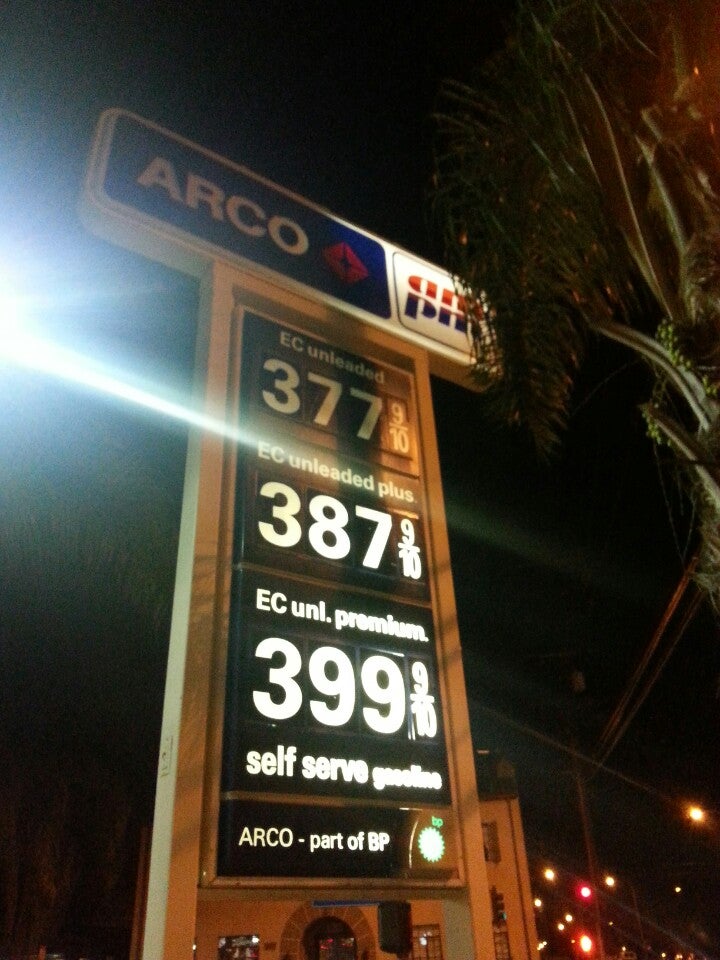 ARCO
EC unleaded
377 9/10
EC unleaded plus
387 9/10
EC unl. premium.
399 9/10
self serve gasoline
ARCO - part of BP
bp